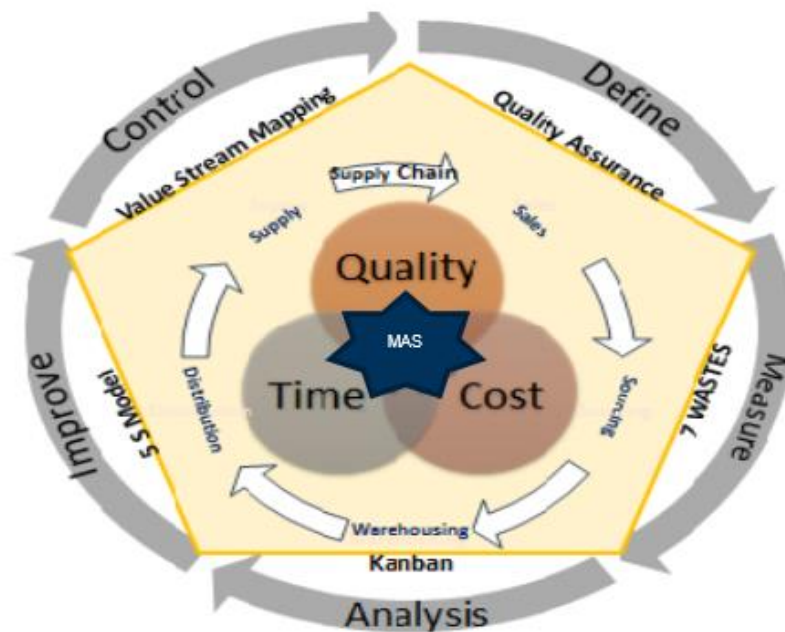 Control
Define
Value Stream Mapping
Quality Assurance
Supply Chain
Supply
Sales
Quality
MAS
Time
Cost
Improve
5 S Model
Distribution
Sourcing
7 WASTES
Measure
Warehousing
Kanban
Analysis